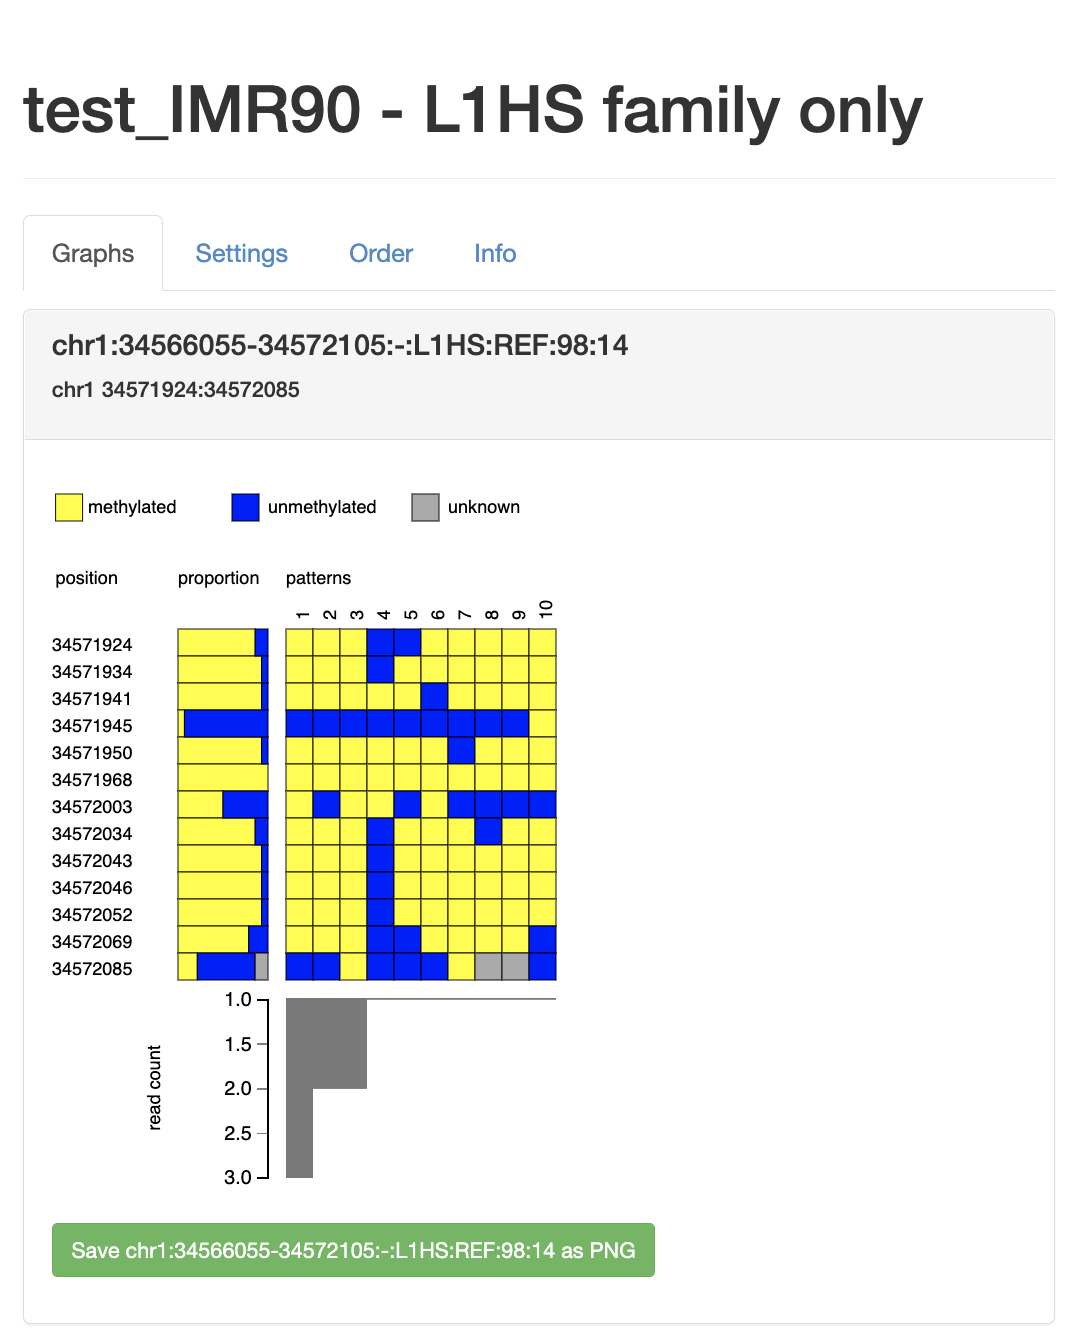 test_IMR90 - L1HS family only
Graphs Settings Order Info
chr1:34566055-34572105:-:L1HS:REF:98:14
chr1 34571924:34572085
methylated unmethylated unknown
position proportion patterns
1 2 3 4 5 6 7 8 9 10
34571924
34571934
34571941
34571945
34571950
34571968
34572003
34572034
34572043
34572046
34572052
34572069
34572085
1.0
1.5
2.0
2.5
3.0
read count
Save chr1:34566055-34572105:-:L1HS:REF:98:14 as PNG